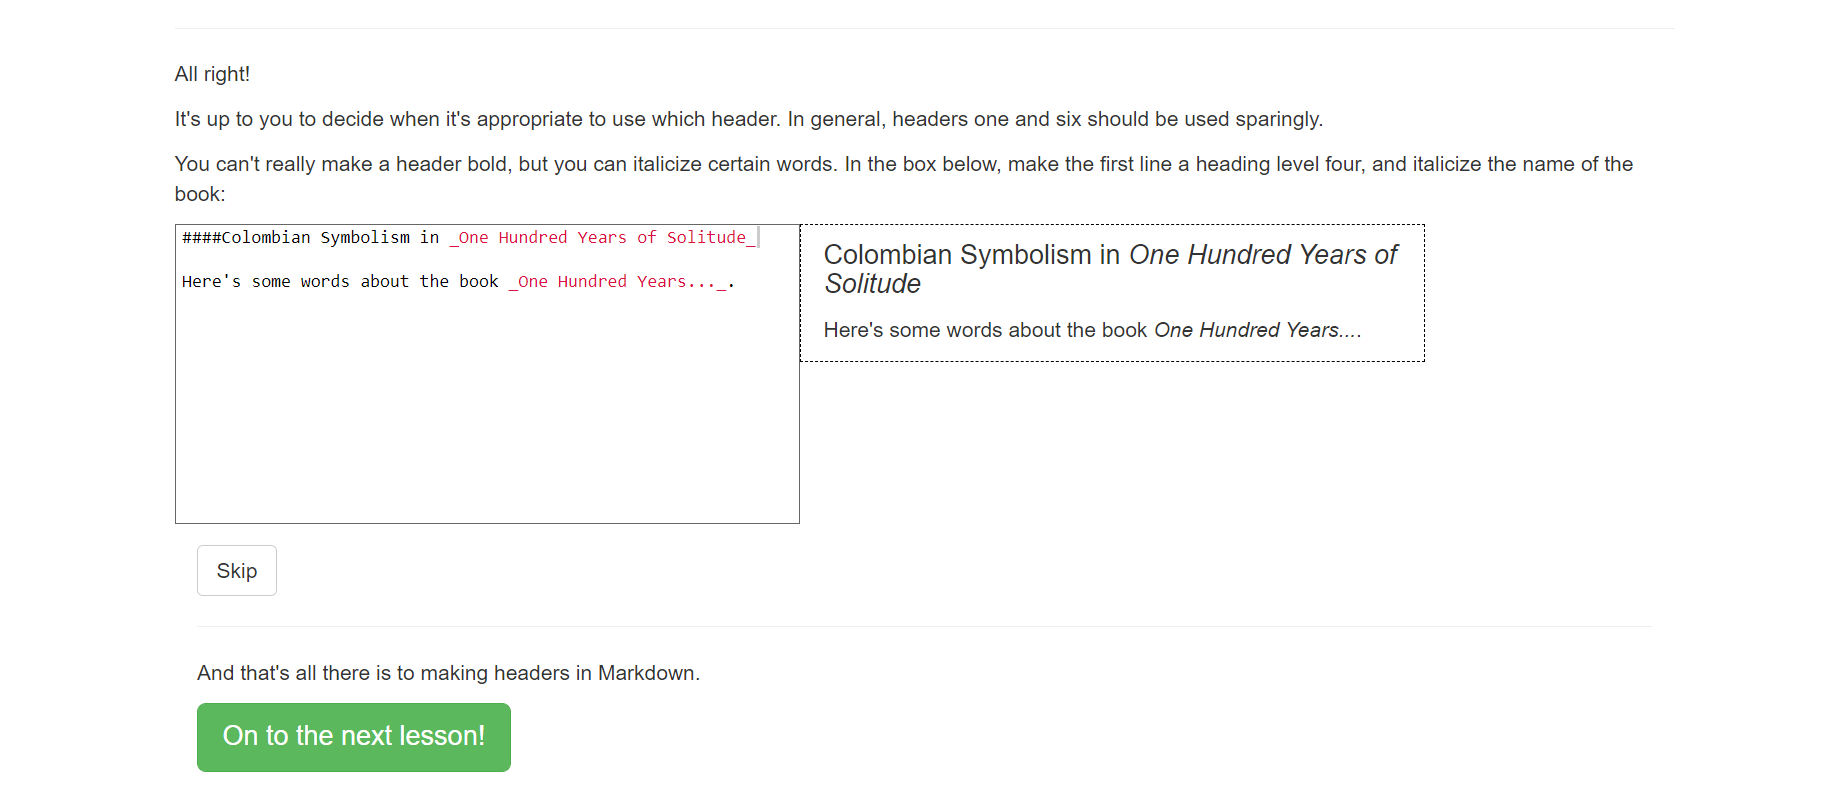 All right!
It's up to you to decide when it's appropriate to use which header. In general, headers one and six should be used sparingly.
You can't really make a header bold, but you can italicize certain words. In the box below, make the first line a heading level four, and italicize the name of the
book:
####Colombian Symbolism in _One Hundred Years of Solitude_
Here's some words about the book _One Hundred Years..._.
Colombian Symbolism in One Hundred Years of
Solitude
Here's some words about the book One Hundred Years....
Skip
And that's all there is to making headers in Markdown.
On to the next lesson!